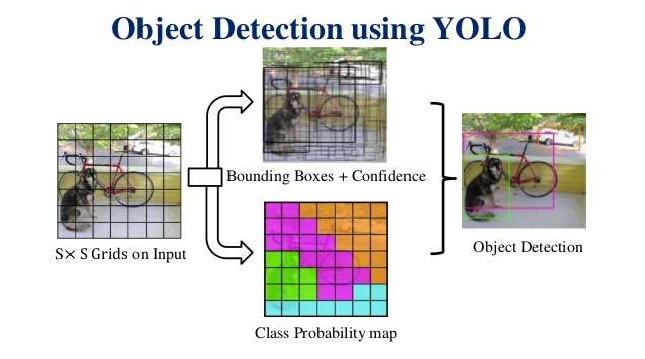 Object Detection using YOLO
Bounding Boxes + Confidence
S× S Grids on Input
Object Detection
Class Probability map